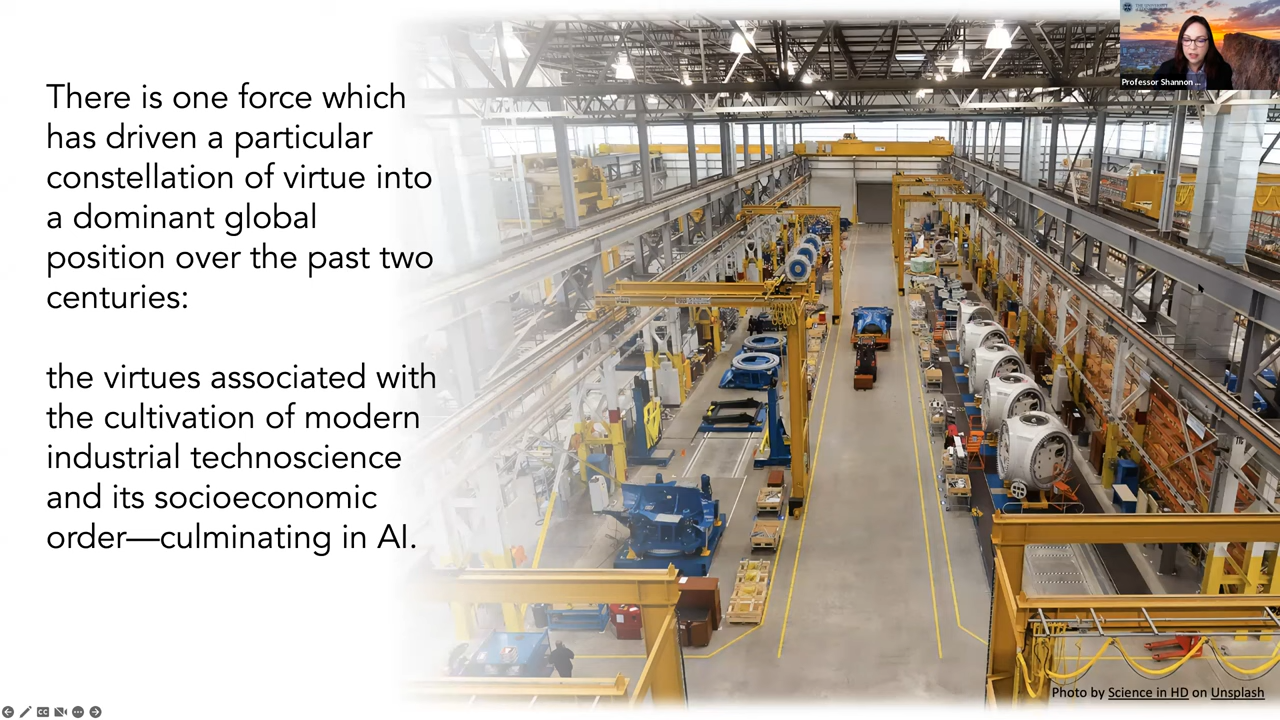 There is one force which
has driven a particular
constellation of virtue into
a dominant global
position over the past two
centuries:
the virtues associated with
the cultivation of modern
industrial technoscience
and its socioeconomic
order—culminating in AI.
THE UNIVERSITY
Professor Shannon ...
Photo by Science in HD on Unsplash